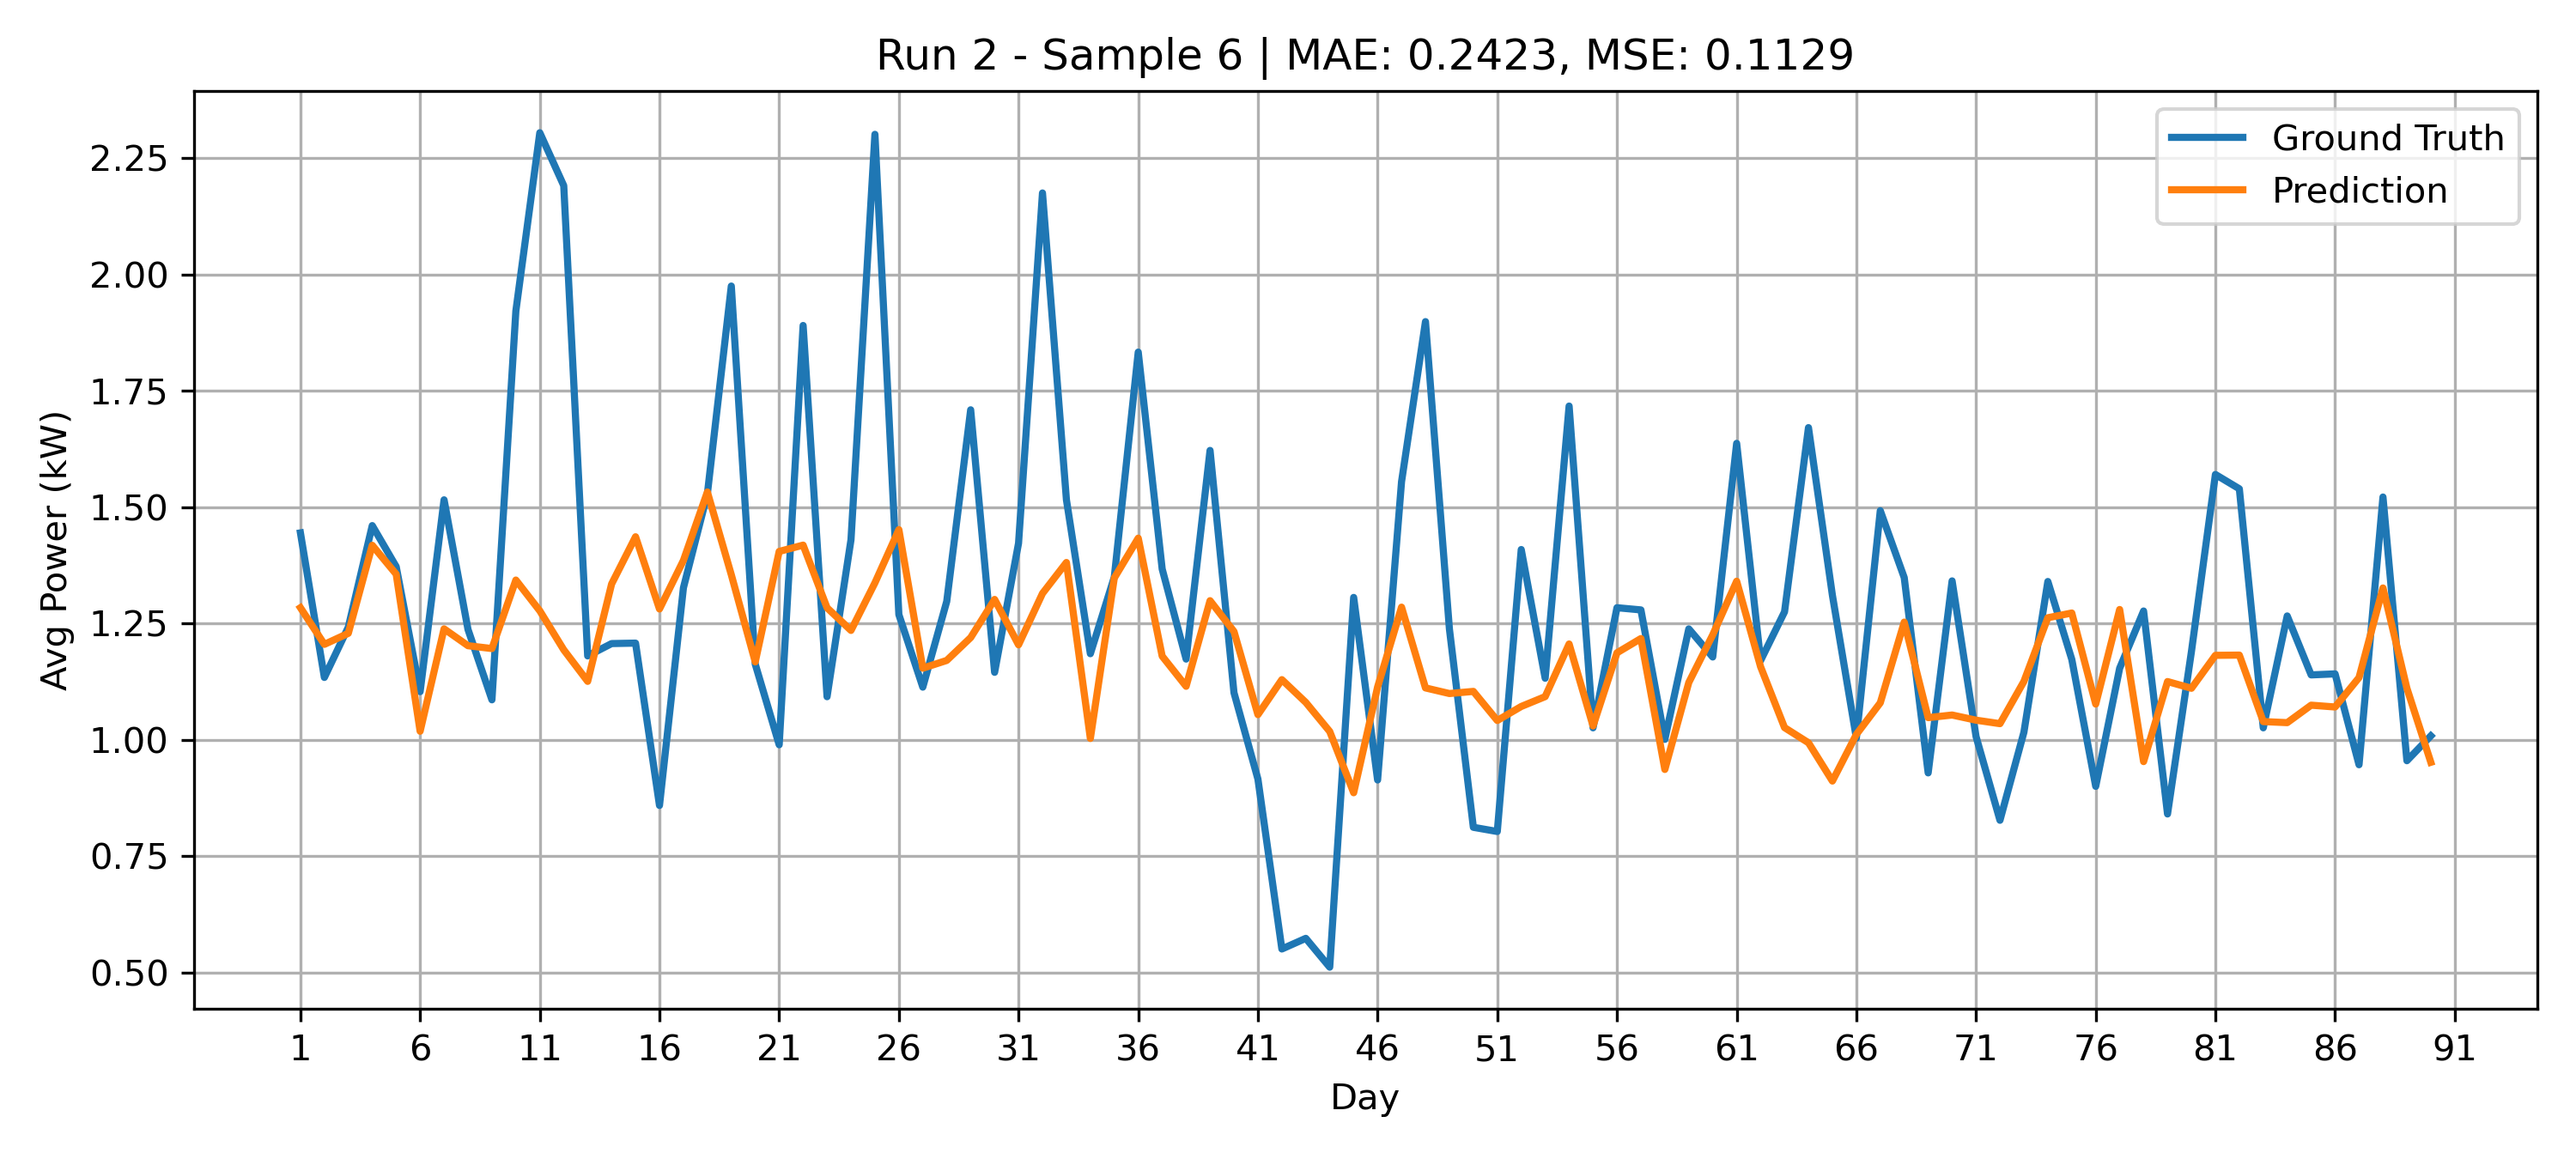 Run 2 - Sample 6 | MAE: 0.2423, MSE: 0.1129
Ground Truth
Prediction
Avg Power (kW)
2.25
2.00
1.75
1.50
1.25
1.00
0.75
0.50
1 6 11 16 21 26 31 36 41 46 51 56 61 66 71 76 81 86 91
Day